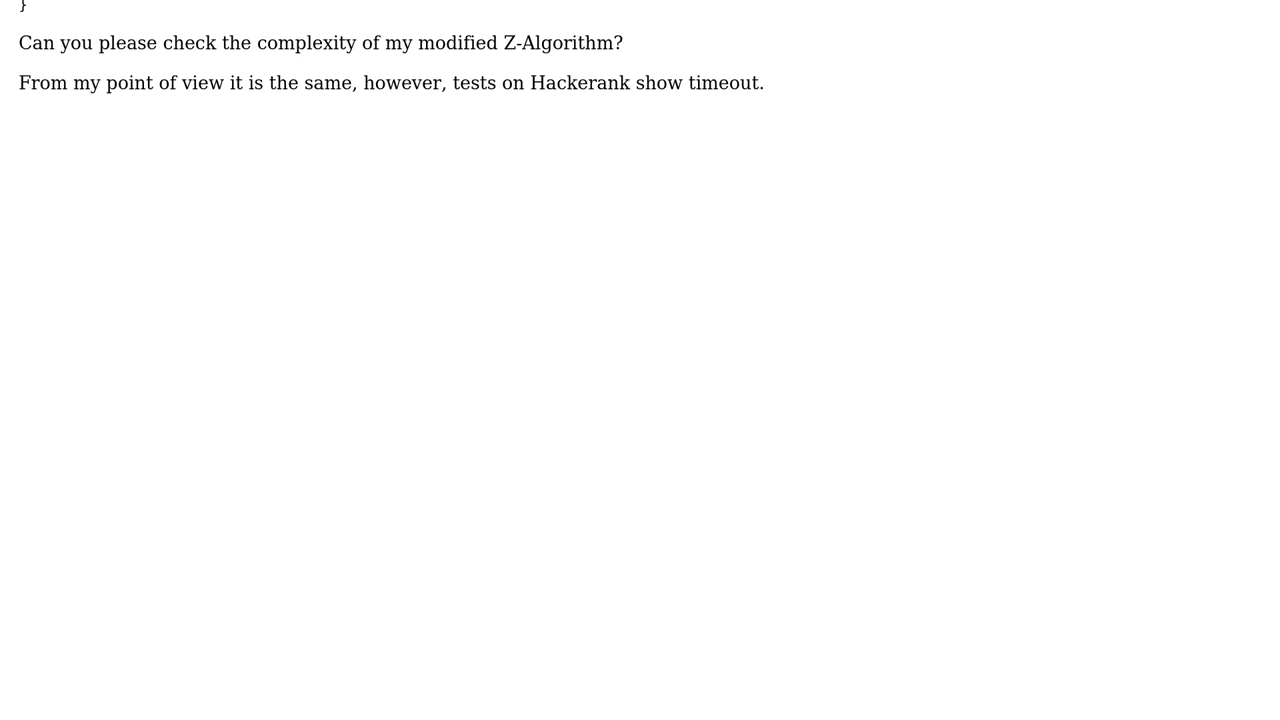 }
Can you please check the complexity of my modified Z-Algorithm?
From my point of view it is the same, however, tests on Hackerank show timeout.